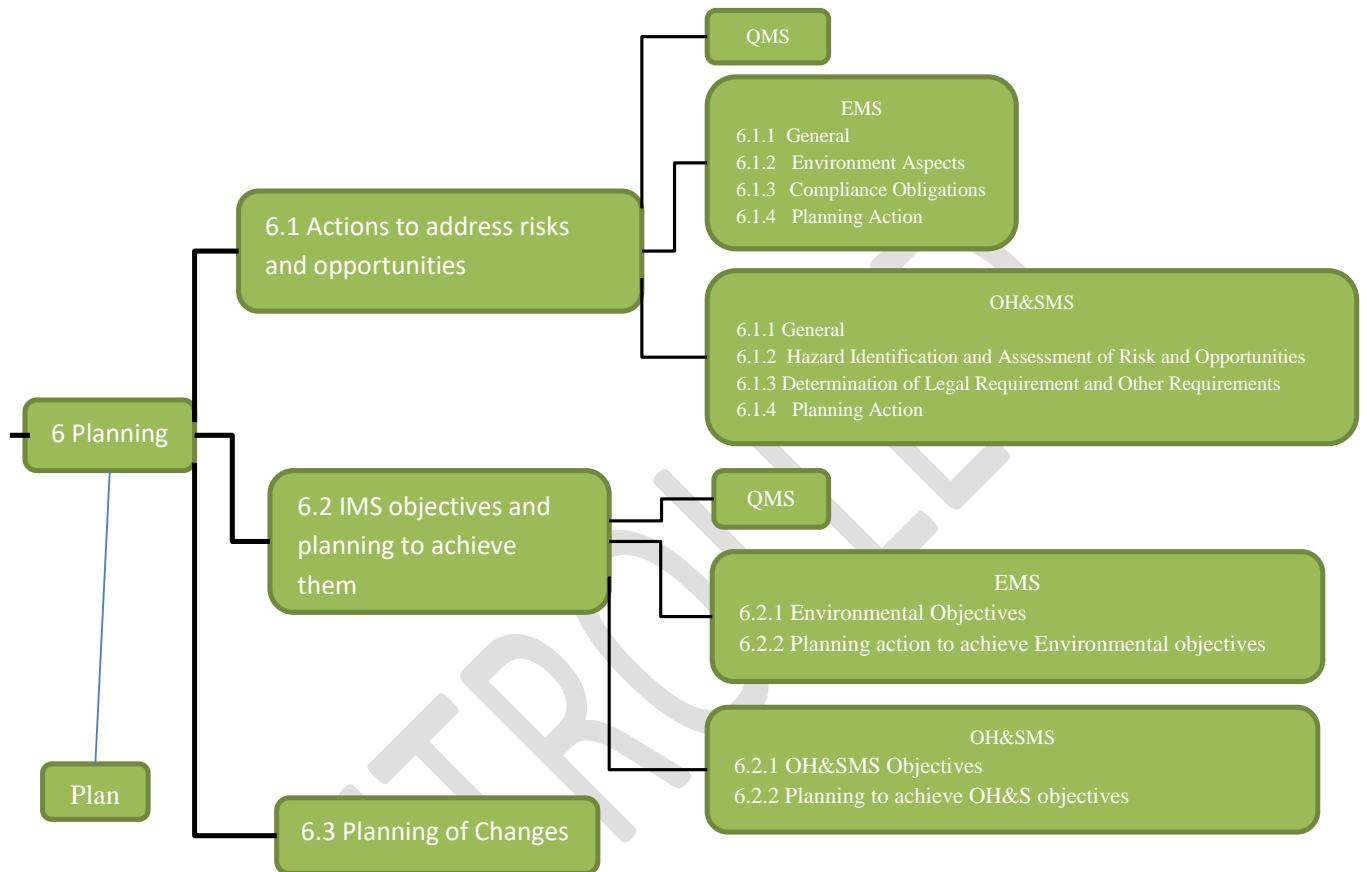 QMS
EMS
6.1.1 General
6.1.2 Environment Aspects
6.1.3 Compliance Obligations
6.1.4 Planning Action
6.1 Actions to address risks
and opportunities
OH&SMS
6.1.1 General
6.1.2 Hazard Identification and Assessment of Risk and Opportunities
6.1.3 Determination of Legal Requirement and Other Requirements
6.1.4 Planning Action
6 Planning
6.2 IMS objectives and
planning to achieve
them
QMS
EMS
6.2.1 Environmental Objectives
6.2.2 Planning action to achieve Environmental objectives
OH&SMS
6.2.1 OH&SMS Objectives
6.2.2 Planning to achieve OH&S objectives
Plan
6.3 Planning of Changes